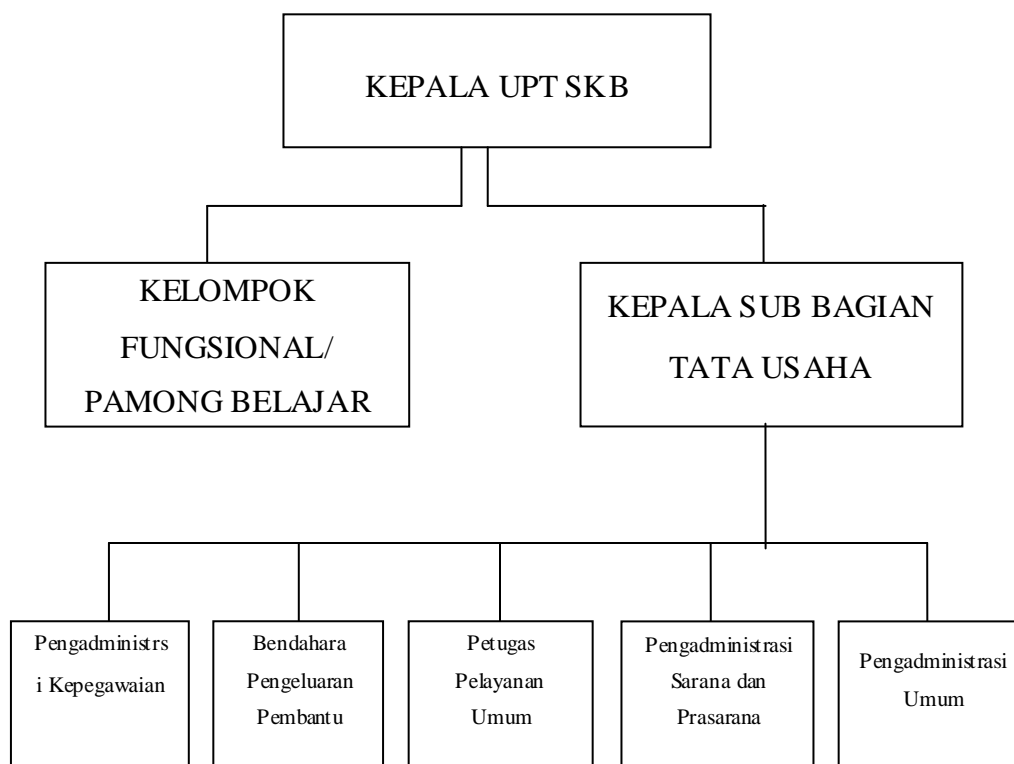 KEPALA UPT SKB
KELOMPOK
FUNGSIONAL/
PAMONG BELAJAR
KEPALA SUB BAGIAN
TATA USAHA
Pengadministrs
i Kepegawaian
Bendahara
Pengeluaran
Pembantu
Petugas
Pelayanan
Umum
Pengadministrasi
Sarana dan
Prasarana
Pengadministrasi
Umum